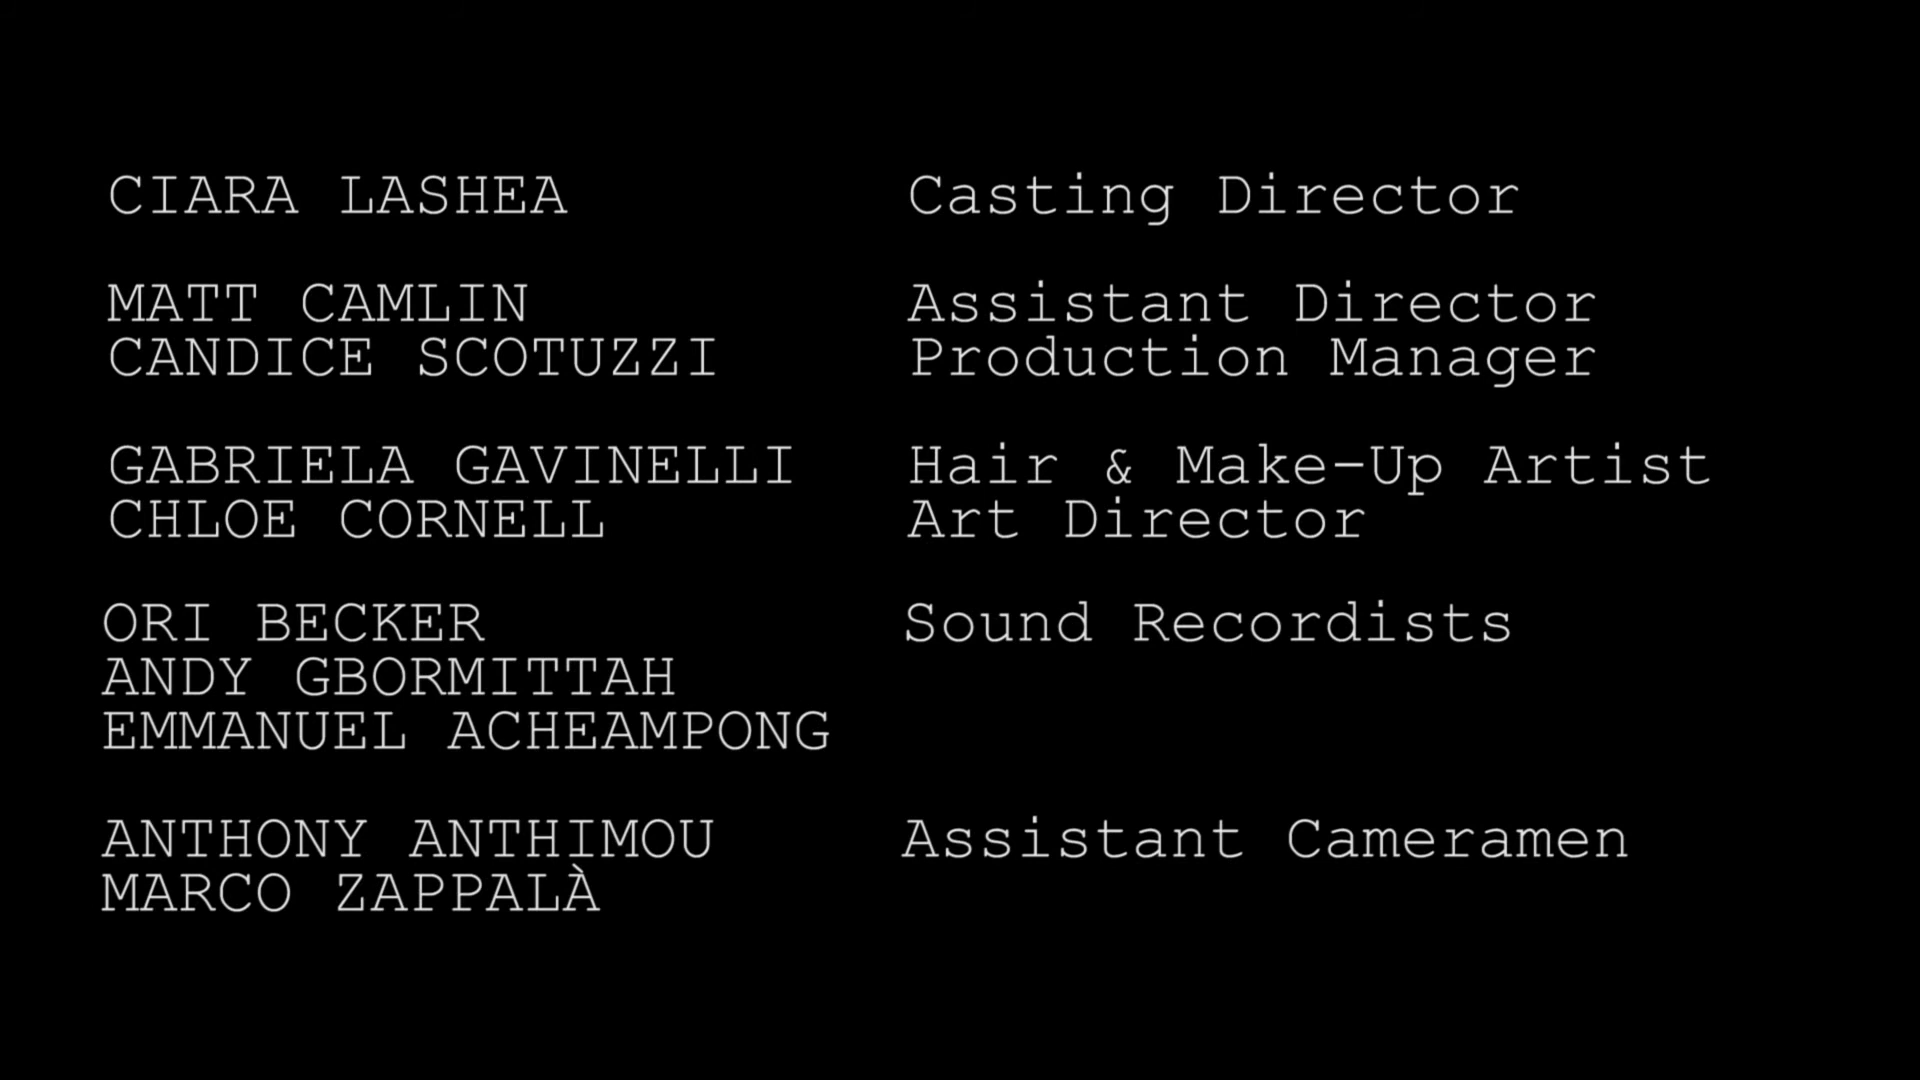 CIARA LASHEA Casting Director
MATT CAMLIN Assistant Director
CANDICE SCOTUZZI Production Manager
GABRIELA GAVINELLI Hair & Make-Up Artist
CHLOE CORNELL Art Director
ORI BECKER Sound Recordists
ANDY GBORMITTAH
EMMANUEL ACHEAMPONG
ANTHONY ANTHIMOU Assistant Cameramen
MARCO ZAPPALÀ